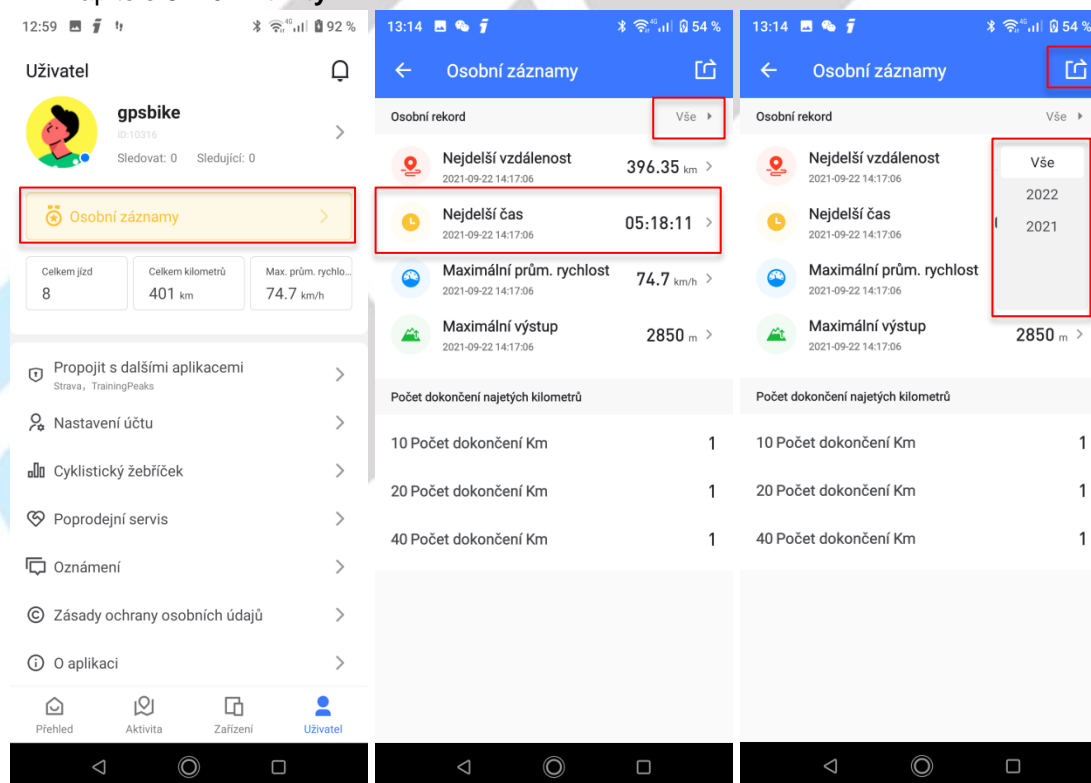 12:59
92 %
Uživatel
gpsbike
ID:10316
Sledovat: 0 Sledující: 0
Osobní záznamy
Celkem jízd
8
Celkem kilometrů
401 km
Max. prům. rychlo...
74.7 km/h
Propojit s dalšími aplikacemi
Strava, TrainingPeaks
Nastavení účtu
Cyklistický žebříček
Poprodejní servis
Oznámení
Zásady ochrany osobních údajů
O aplikaci
Přehled Aktivita Zařízení Uživatel
13:14
54 %
Osobní záznamy
Osobní rekord Vše
Nejdelší vzdálenost 396.35 km
2021-09-22 14:17:06
Nejdelší čas 05:18:11
2021-09-22 14:17:06
Maximální prům. rychlost 74.7 km/h
2021-09-22 14:17:06
Maximální výstup 2850 m
2021-09-22 14:17:06
Počet dokončení najetých kilometrů
10 Počet dokončení Km 1
20 Počet dokončení Km 1
40 Počet dokončení Km 1
13:14
54 %
Osobní záznamy
Osobní rekord Vše
Nejdelší vzdálenost
2021-09-22 14:17:06
Nejdelší čas
2021-09-22 14:17:06
Maximální prům. rychlost
2021-09-22 14:17:06
Maximální výstup 2850 m
2021-09-22 14:17:06
Vše
2022
2021
Počet dokončení najetých kilometrů
10 Počet dokončení Km 1
20 Počet dokončení Km 1
40 Počet dokončení Km 1